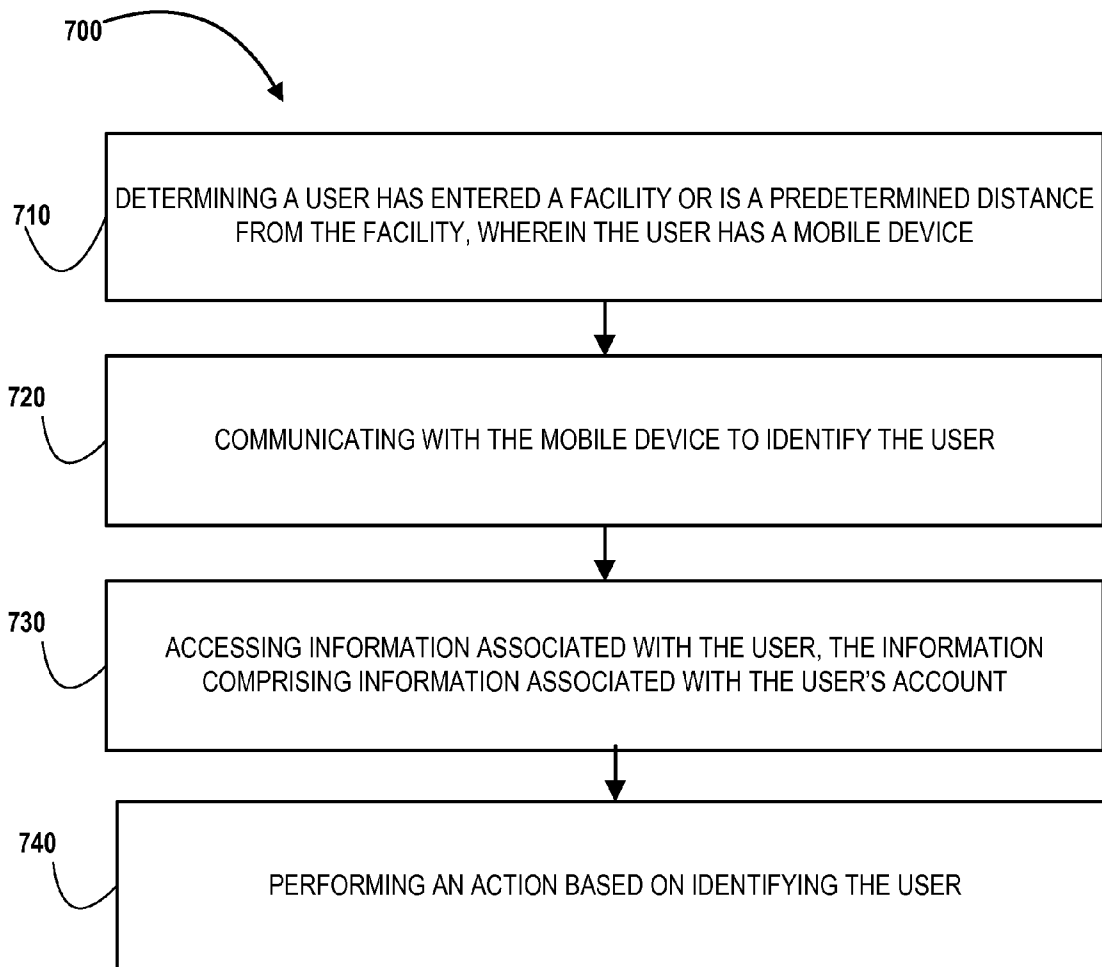 700
710
DETERMINING A USER HAS ENTERED A FACILITY OR IS A PREDETERMINED DISTANCE
FROM THE FACILITY, WHEREIN THE USER HAS A MOBILE DEVICE
720
COMMUNICATING WITH THE MOBILE DEVICE TO IDENTIFY THE USER
730
ACCESSING INFORMATION ASSOCIATED WITH THE USER, THE INFORMATION
COMPRISING INFORMATION ASSOCIATED WITH THE USER'S ACCOUNT
740
PERFORMING AN ACTION BASED ON IDENTIFYING THE USER